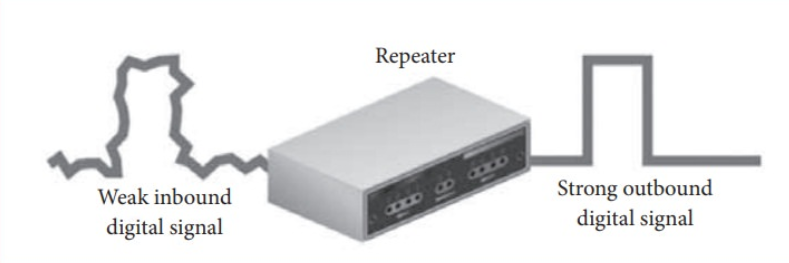 Repeater
Weak inbound
digital signal
Strong outbound
digital signal